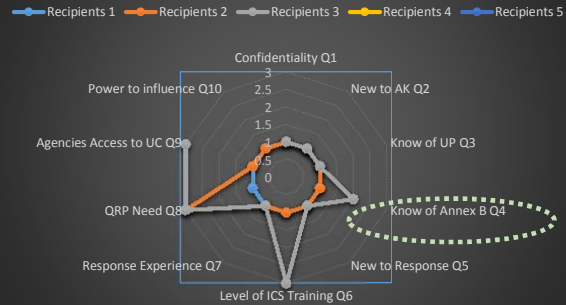 Recipients 1 Recipients 2 Recipients 3 Recipients 4 Recipients 5
Confidentiality Q1
3
Power to influence Q10
2.5
New to AK Q2
2
1.5
Agencies Access to UC Q9
1
Know of UP Q3
0.5
0
QRP Need Q8
Know of Annex B Q4
Response Experience Q7
New to Response Q5
Level of ICS Training Q6